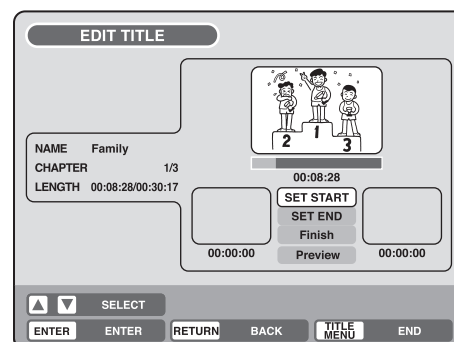 EDIT TITLE
2 1 3
NAME Family
CHAPTER 1/3
LENGTH 00:08:28/00:30:17
00:08:28
SET START
SET END
Finish
Preview
00:00:00
00:00:00
SELECT
ENTER ENTER RETURN BACK TITLE MENU END